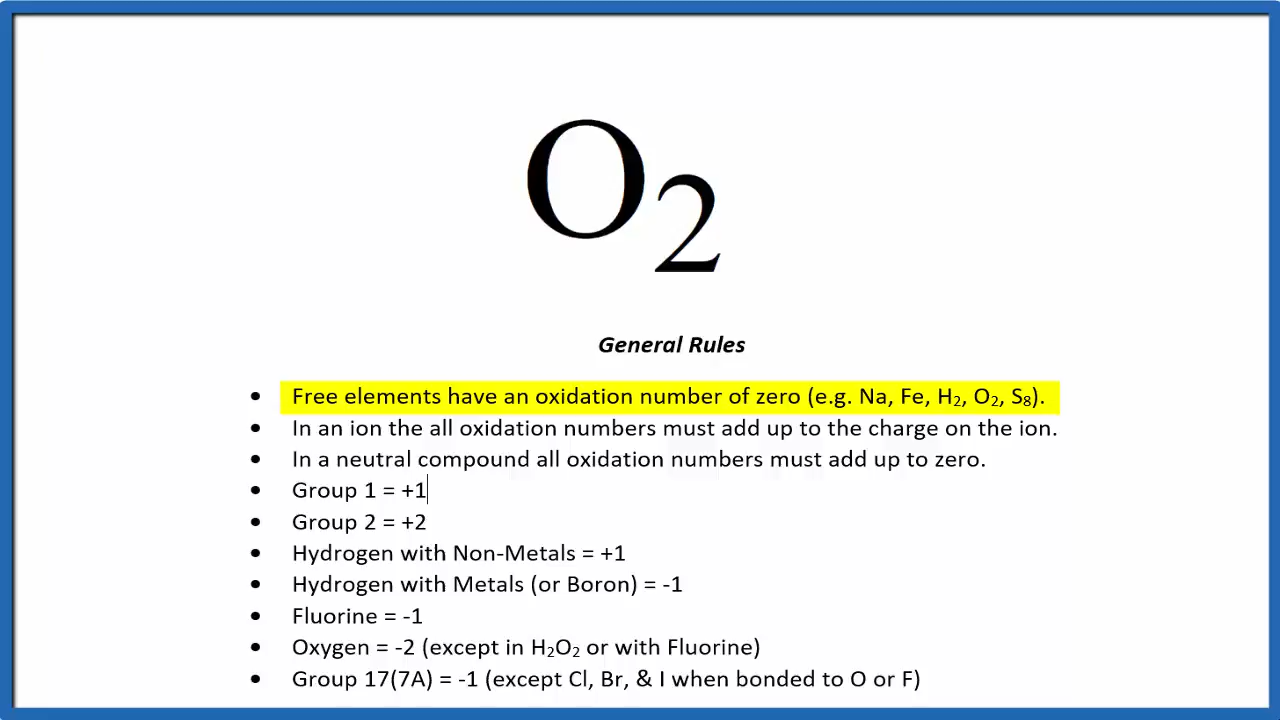 O₂
General Rules
• Free elements have an oxidation number of zero (e.g. Na, Fe, H₂, O₂, S₈).
• In an ion the all oxidation numbers must add up to the charge on the ion.
• In a neutral compound all oxidation numbers must add up to zero.
• Group 1 = +1
• Group 2 = +2
• Hydrogen with Non-Metals = +1
• Hydrogen with Metals (or Boron) = -1
• Fluorine = -1
• Oxygen = -2 (except in H₂O₂ or with Fluorine)
• Group 17(7A) = -1 (except Cl, Br, & I when bonded to O or F)